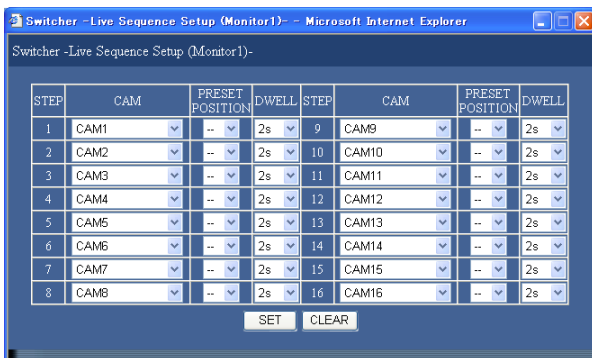 Switcher -Live Sequence Setup (Monitor1)- - Microsoft Internet Explorer
Switcher -Live Sequence Setup (Monitor1)-
STEP CAM PRESET POSITION DWELL STEP CAM PRESET POSITION DWELL
1 CAM1 -- 2s 9 CAM9 -- 2s
2 CAM2 -- 2s 10 CAM10 -- 2s
3 CAM3 -- 2s 11 CAM11 -- 2s
4 CAM4 -- 2s 12 CAM12 -- 2s
5 CAM5 -- 2s 13 CAM13 -- 2s
6 CAM6 -- 2s 14 CAM14 -- 2s
7 CAM7 -- 2s 15 CAM15 -- 2s
8 CAM8 -- 2s 16 CAM16 -- 2s
SET CLEAR